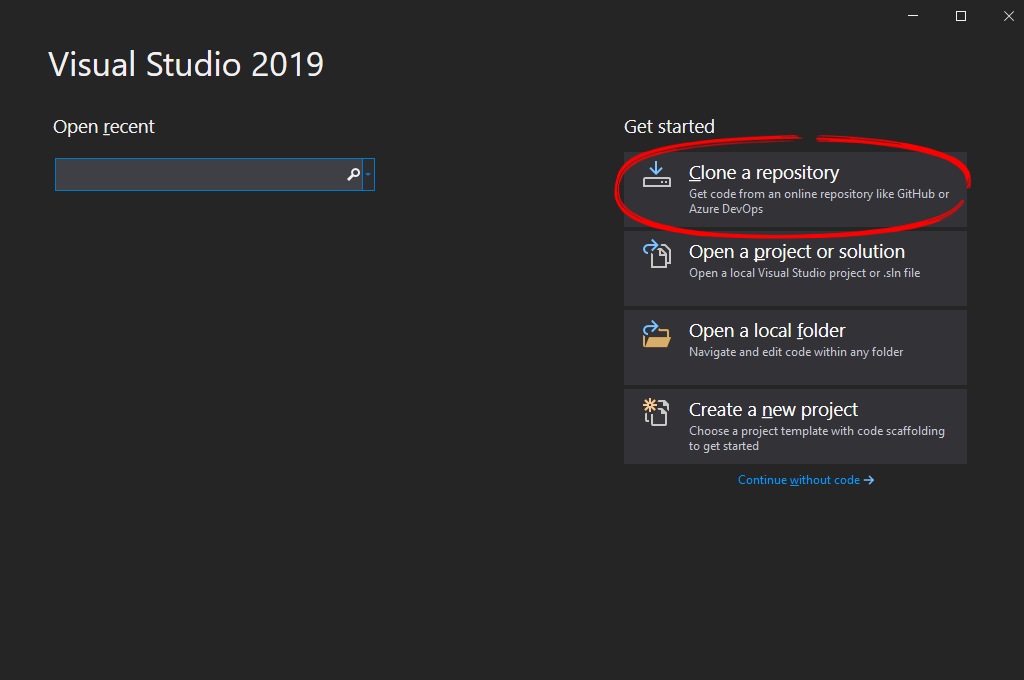 Visual Studio 2019
Open recent
Get started
Clone a repository
Get code from an online repository like GitHub or
Azure DevOps
Open a project or solution
Open a local Visual Studio project or .sln file
Open a local folder
Navigate and edit code within any folder
Create a new project
Choose a project template with code scaffolding
to get started
Continue without code →